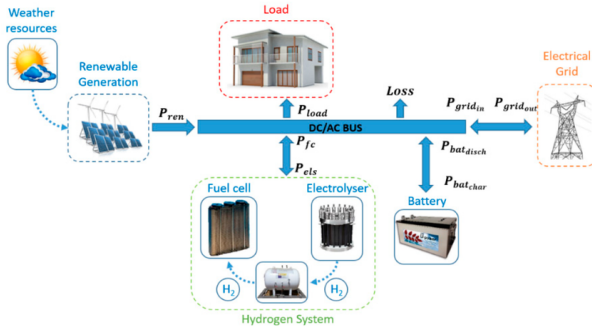 Weather
resources
Load
Renewable
Generation
Electrical
Grid
P_ren
P_load
Loss
P_grid_in
P_grid_out
DC/AC BUS
P_fc
P_bat_disch
P_els
P_bat_char
Fuel cell
Electrolyser
Battery
H₂
H₂
Hydrogen System